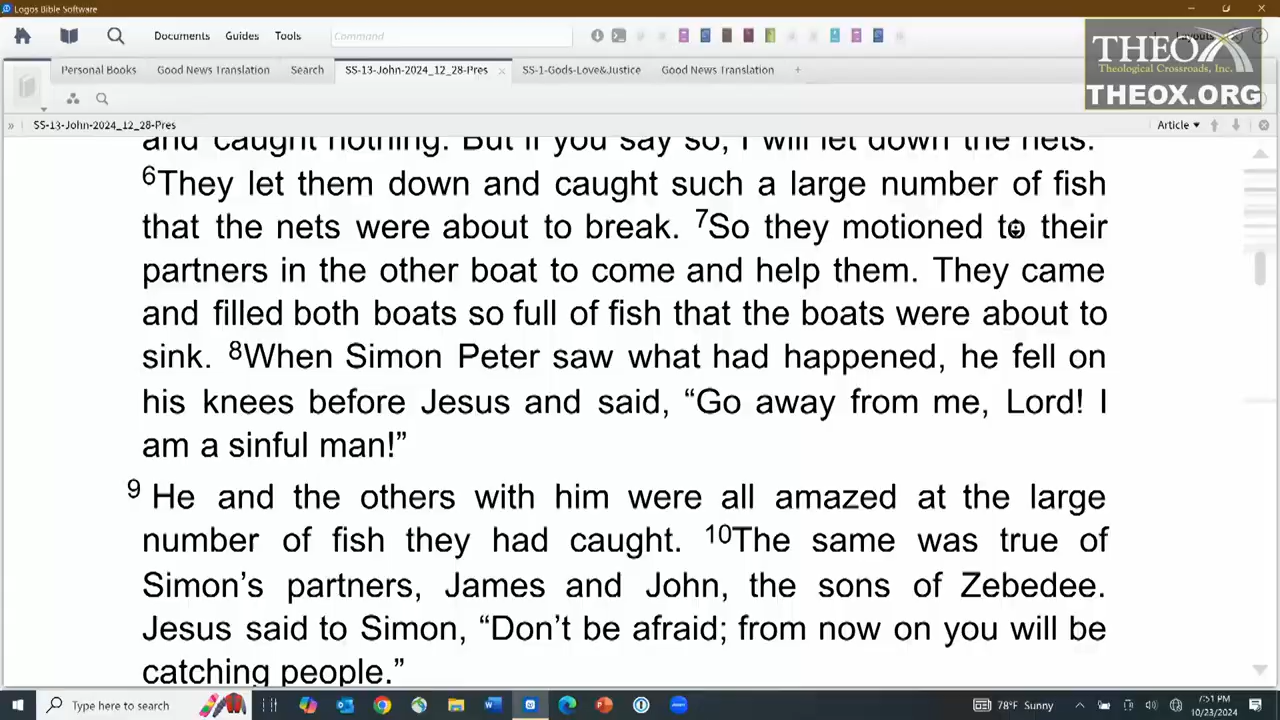 Logos Bible Software
Documents Guides Tools Command Layouts
THEOX
Theological Crossroads, Inc.
THEOX.ORG
Personal Books Good News Translation Search SS-13-John-2024_12_28-Pres SS-1-Gods-Love&Justice Good News Translation
SS-13-John-2024_12_28-Pres Article
and caught nothing. But if you say so, I will let down the nets.
6They let them down and caught such a large number of fish
that the nets were about to break. 7So they motioned to their
partners in the other boat to come and help them. They came
and filled both boats so full of fish that the boats were about to
sink. 8When Simon Peter saw what had happened, he fell on
his knees before Jesus and said, “Go away from me, Lord! I
am a sinful man!”
9 He and the others with him were all amazed at the large
number of fish they had caught. 10The same was true of
Simon’s partners, James and John, the sons of Zebedee.
Jesus said to Simon, “Don’t be afraid; from now on you will be
catching people.”
Type here to search 78°F Sunny 7:51 PM
10/23/2024